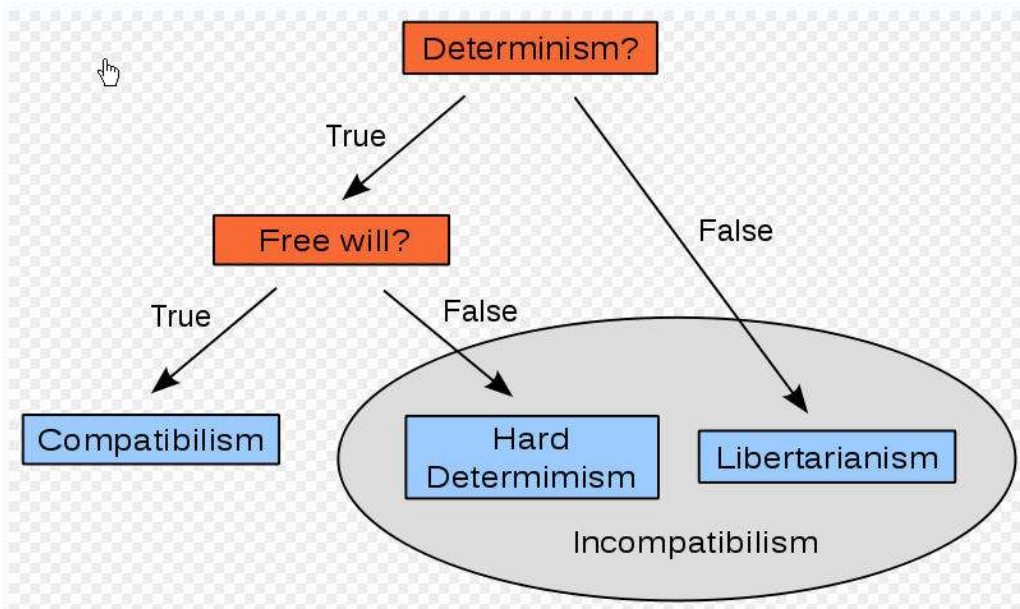 Determinism?
True
False
Free will?
True
False
Compatibilism
Hard
Determimism
Libertarianism
Incompatibilism